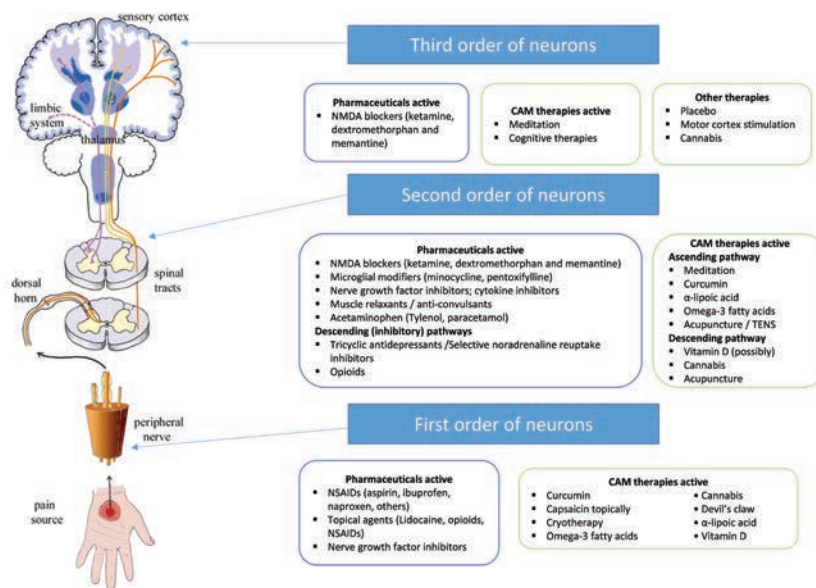 sensory cortex
limbic
system
thalamus
spinal
tracts
dorsal
horn
peripheral
nerve
pain
source
Third order of neurons
Pharmaceuticals active
▪ NMDA blockers (ketamine,
dextromethorphan and
memantine)
CAM therapies active
▪ Meditation
▪ Cognitive therapies
Other therapies
▪ Placebo
▪ Motor cortex stimulation
▪ Cannabis
Second order of neurons
Pharmaceuticals active
▪ NMDA blockers (ketamine, dextromethorphan and memantine)
▪ Microglial modifiers (minocycline, pentoxifylline)
▪ Nerve growth factor inhibitors; cytokine inhibitors
▪ Muscle relaxants / anti-convulsants
▪ Acetaminophen (Tylenol, paracetamol)
Descending (inhibitory) pathways
▪ Tricyclic antidepressants /Selective noradrenaline reuptake
inhibitors
▪ Opioids
CAM therapies active
Ascending pathway
▪ Meditation
▪ Curcumin
▪ α-lipoic acid
▪ Omega-3 fatty acids
▪ Acupuncture / TENS
Descending pathway
▪ Vitamin D (possibly)
▪ Cannabis
▪ Acupuncture
First order of neurons
Pharmaceuticals active
▪ NSAIDs (aspirin, ibuprofen,
naproxen, others)
▪ Topical agents (Lidocaine, opioids,
NSAIDs)
▪ Nerve growth factor inhibitors
CAM therapies active
▪ Curcumin
▪ Capsaicin topically
▪ Cryotherapy
▪ Omega-3 fatty acids
• Cannabis
• Devil's claw
• α-lipoic acid
• Vitamin D